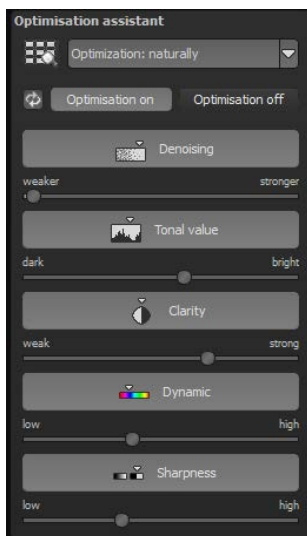 Optimisation assistant
Optimization: naturally
Optimisation on Optimisation off
Denoising
weaker stronger
Tonal value
dark bright
Clarity
weak strong
Dynamic
low high
Sharpness
low high